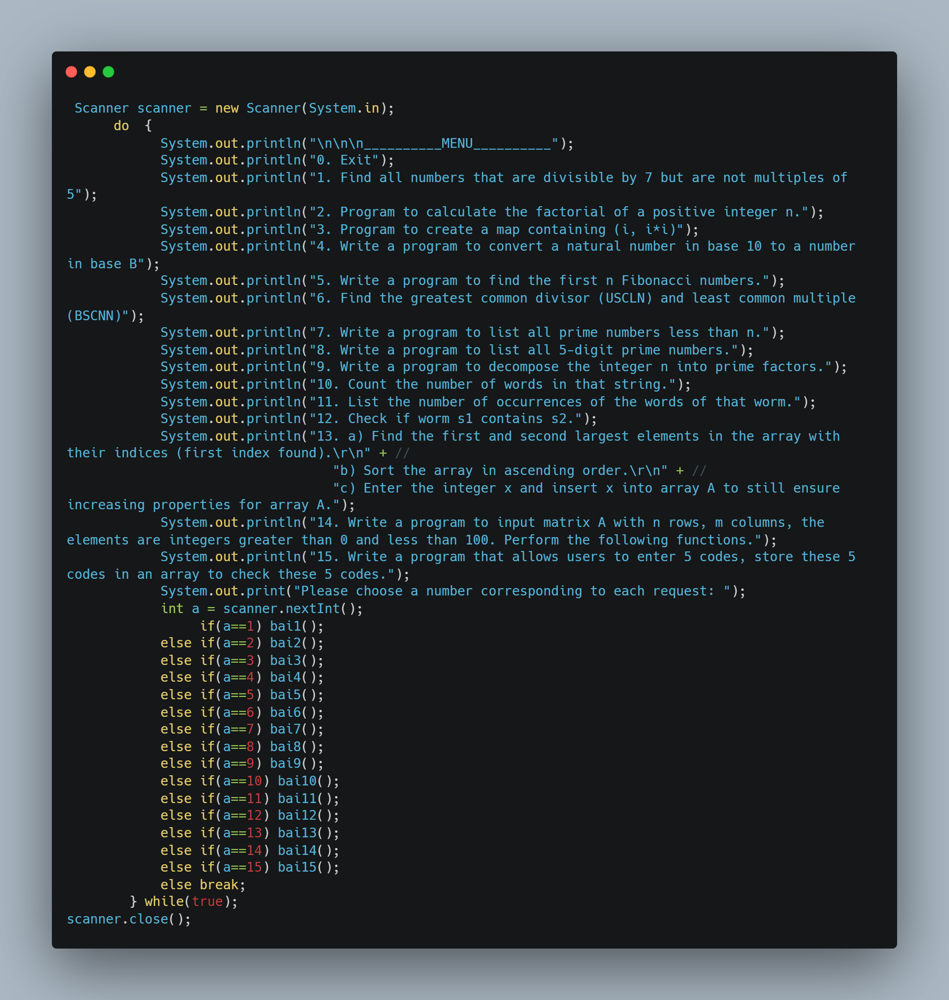 Scanner scanner = new Scanner(System.in);
do  {
System.out.println("\n\n\n__________MENU__________");
System.out.println("0. Exit");
System.out.println("1. Find all numbers that are divisible by 7 but are not multiples of
5");
System.out.println("2. Program to calculate the factorial of a positive integer n.");
System.out.println("3. Program to create a map containing (i, i*i)");
System.out.println("4. Write a program to convert a natural number in base 10 to a number
in base B");
System.out.println("5. Write a program to find the first n Fibonacci numbers.");
System.out.println("6. Find the greatest common divisor (USCLN) and least common multiple
(BSCNN)");
System.out.println("7. Write a program to list all prime numbers less than n.");
System.out.println("8. Write a program to list all 5-digit prime numbers.");
System.out.println("9. Write a program to decompose the integer n into prime factors.");
System.out.println("10. Count the number of words in that string.");
System.out.println("11. List the number of occurrences of the words of that worm.");
System.out.println("12. Check if worm s1 contains s2.");
System.out.println("13. a) Find the first and second largest elements in the array with
their indices (first index found).\r\n" + //
"b) Sort the array in ascending order.\r\n" + //
"c) Enter the integer x and insert x into array A to still ensure
increasing properties for array A.");
System.out.println("14. Write a program to input matrix A with n rows, m columns, the
elements are integers greater than 0 and less than 100. Perform the following functions.");
System.out.println("15. Write a program that allows users to enter 5 codes, store these 5
codes in an array to check these 5 codes.");
System.out.print("Please choose a number corresponding to each request: ");
int a = scanner.nextInt();
if(a==1) bai1();
else if(a==2) bai2();
else if(a==3) bai3();
else if(a==4) bai4();
else if(a==5) bai5();
else if(a==6) bai6();
else if(a==7) bai7();
else if(a==8) bai8();
else if(a==9) bai9();
else if(a==10) bai10();
else if(a==11) bai11();
else if(a==12) bai12();
else if(a==13) bai13();
else if(a==14) bai14();
else if(a==15) bai15();
else break;
} while(true);
scanner.close();